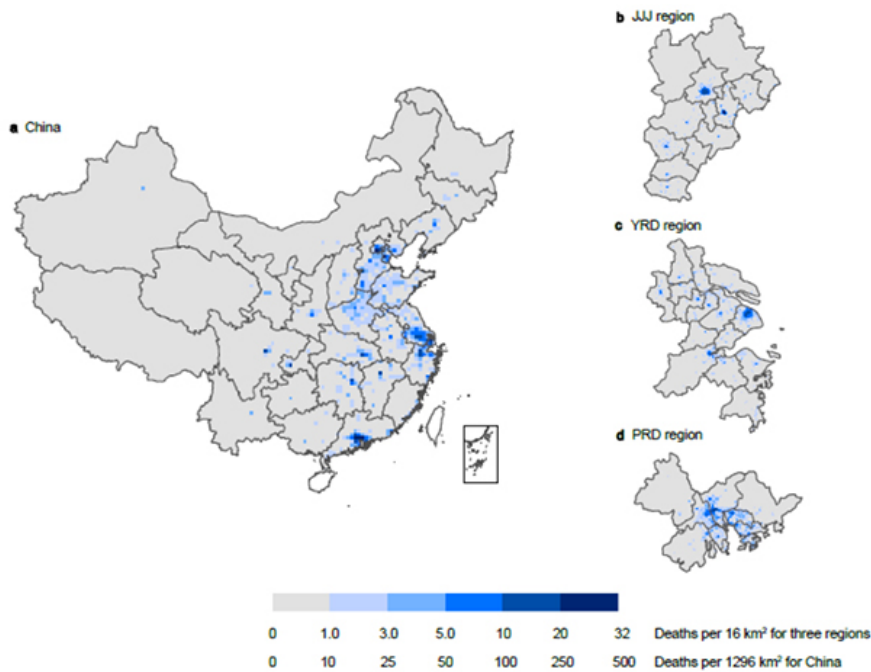 b JJJ region
a China
c YRD region
d PRD region
0 1.0 3.0 5.0 10 20 32 Deaths per 16 km² for three regions
0 10 25 50 100 250 500 Deaths per 1296 km² for China